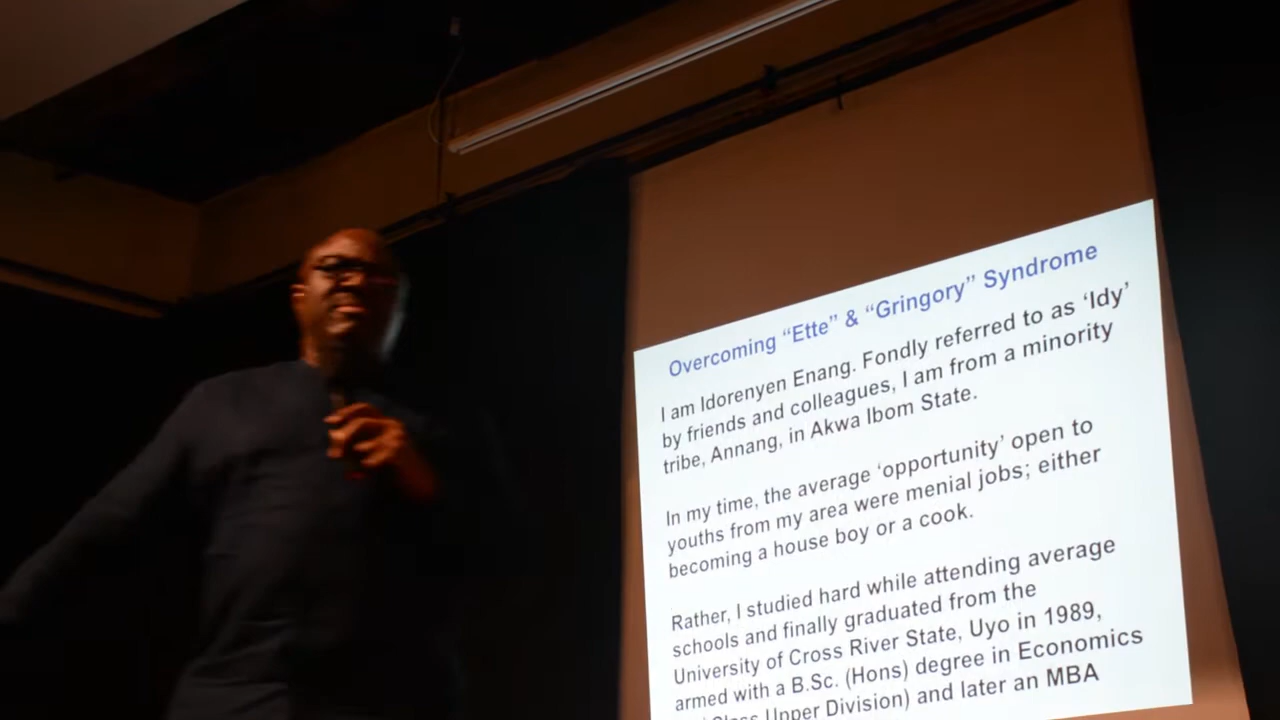 Overcoming “Ette” & “Gringory” Syndrome
I am Idorenyen Enang. Fondly referred to as ‘Idy’
by friends and colleagues, I am from a minority
tribe, Annang, in Akwa Ibom State.
In my time, the average ‘opportunity’ open to
youths from my area were menial jobs; either
becoming a house boy or a cook.
Rather, I studied hard while attending average
schools and finally graduated from the
University of Cross River State, Uyo in 1989,
armed with a B.Sc. (Hons) degree in Economics
Upper Division) and later an MBA